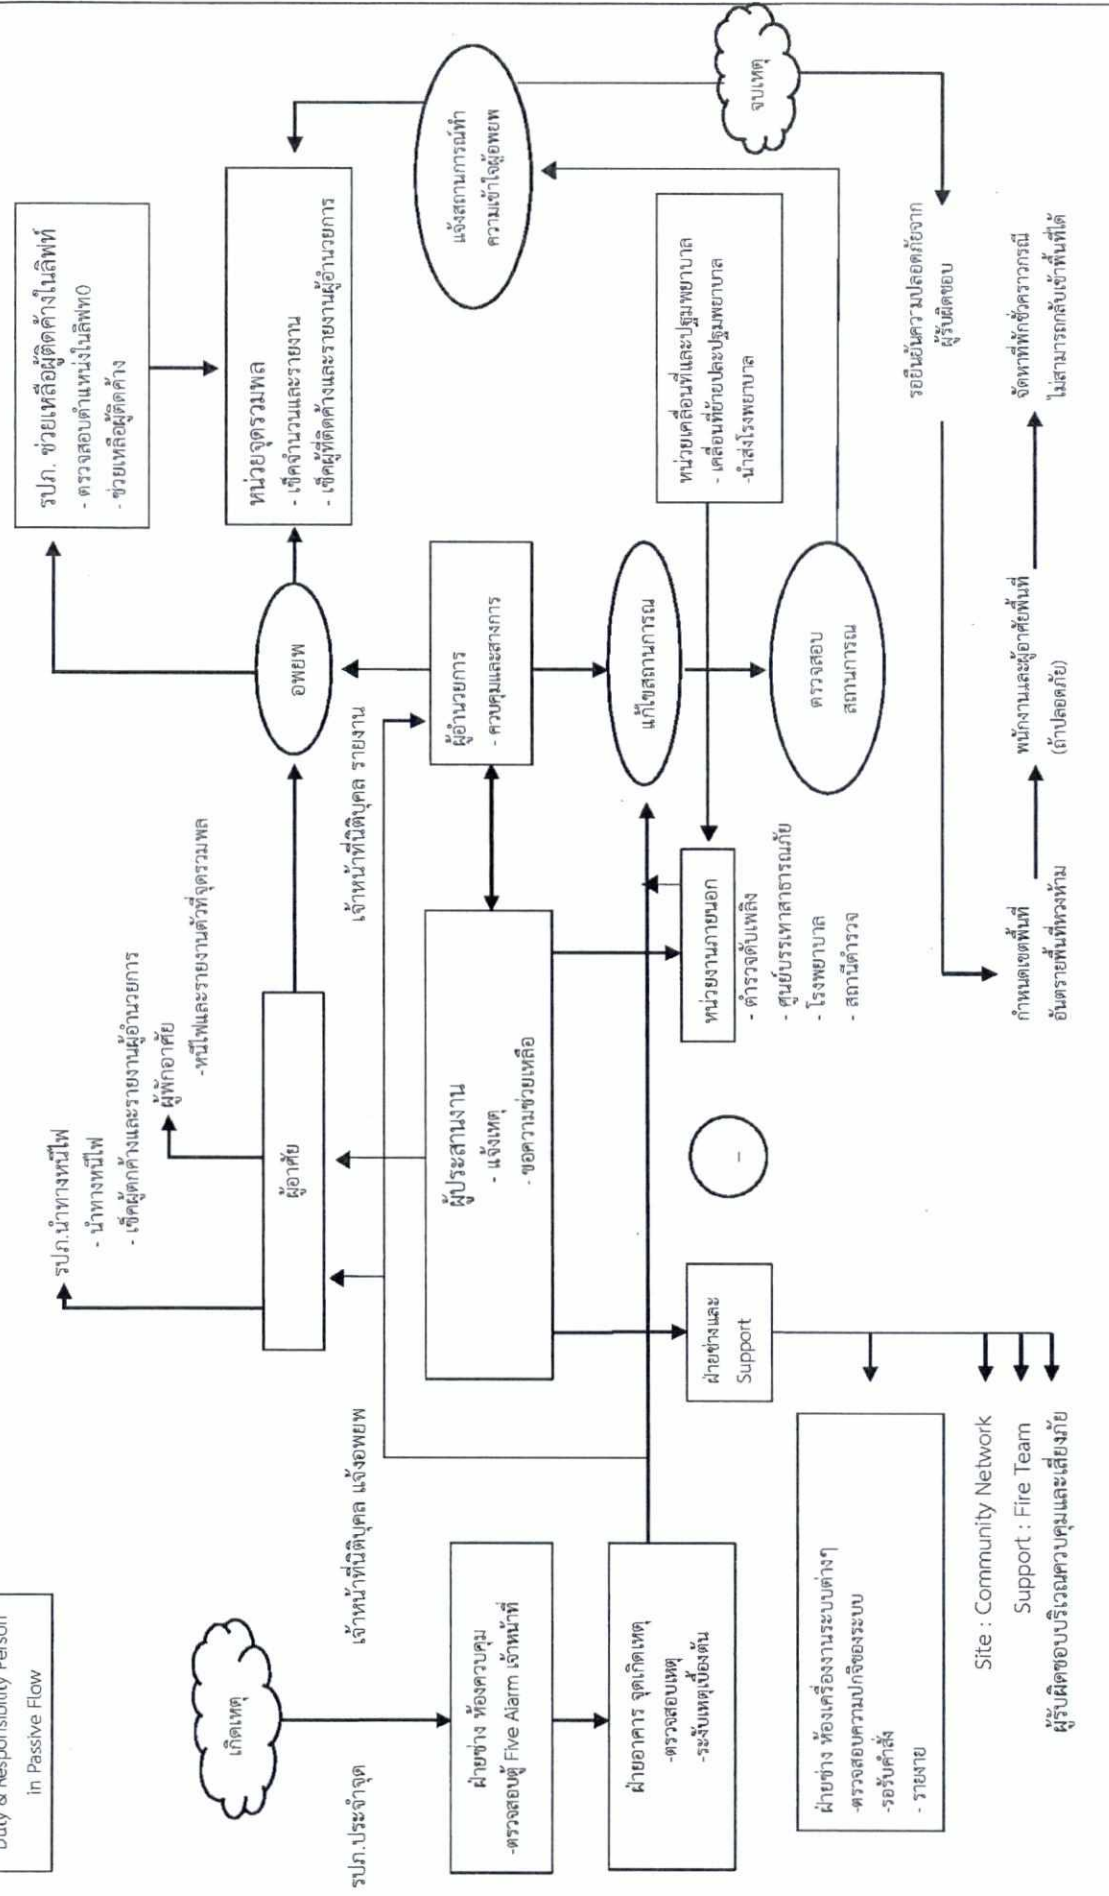 Duty & Responsibility Person
in Passive Flow
เกิดเหตุ
รปภ.ประจำจุด
เจ้าหน้าที่นิติบุคล แจ้งอพยพ
ฝ่ายช่าง ห้องควบคุม
-ตรวจสอบตู้ Five Alarm เจ้าหน้าที่
ฝ่ายอาคาร จุดเกิดเหตุ
-ตรวจสอบเหตุ
-ระงับเหตุเบื้องต้น
ฝ่ายช่าง ห้องเครื่องงานระบบต่างๆ
-ตรวจสอบความปกจิของระบบ
-รอรับคำสั่ง
- รายงาย
Site : Community Network
Support : Fire Team
ผู้รับผิดชอบบริเวณควบคุมและเสี่ยงภัย
รปภ.นำทางหนีไฟ
- นำทางหนีไฟ
- เช็คผู้ตกค้างและรายงานผู้อำนวยการ
ผู้พักอาศัย
-หนีไฟและรายงานตัวที่จุดรวมพล
ผู้อาศัย
ผู้ประสานงาน
- แจ้งเหตุ
- ขอความช่วยเหลือ
ฝ่ายช่างและ
Support
–
หน่วยงานภายนอก
- ตำรวจดับเพลิง
- ศูนย์บรรเทาสาธารณภัย
- โรงพยาบาล
- สถานีตำรวจ
เจ้าหน้าที่นิติบุคล รายงาน
อพยพ
ผู้อำนวยการ
- ควบคุมและสางการ
แก้ไขสถานการณ
ตรวจสอบ
สถานการณ
รปภ. ช่วยเหลือผู้ติดค้างในลิฟท์
- ตรวจสอบตำแหน่งในลิฟท0
- ช่วยเหลือผู้ติดค้าง
หน่วยจุดรวมพล
- เช็คจำนวนและรายงาน
- เช็คผู้ที่ติดค้างและรายงานผู้อำนวยการ
แจ้งสถานการณ์ทำ
ความเข้าใจผู้อพยพ
หน่วยเคลื่อนที่และปฐมพยาบาล
- เคลื่อนที่ย้ายปละปฐมพยาบาล
-นำส่งโรงพยาบาล
จบเหตุ
รอยืนยันความปลอดภัยจาก
ผู้รับผิดชอบ
กำหนดเขตพื้นที่
อันตรายพื้นที่หวงห้าม
พนักงานและผู้อาศัยพื้นที่
(ถ้าปลอดภัย)
จัดหาที่พักชั่วคราวกรณี
ไม่สามารถกลับเข้าพื้นที่ได้